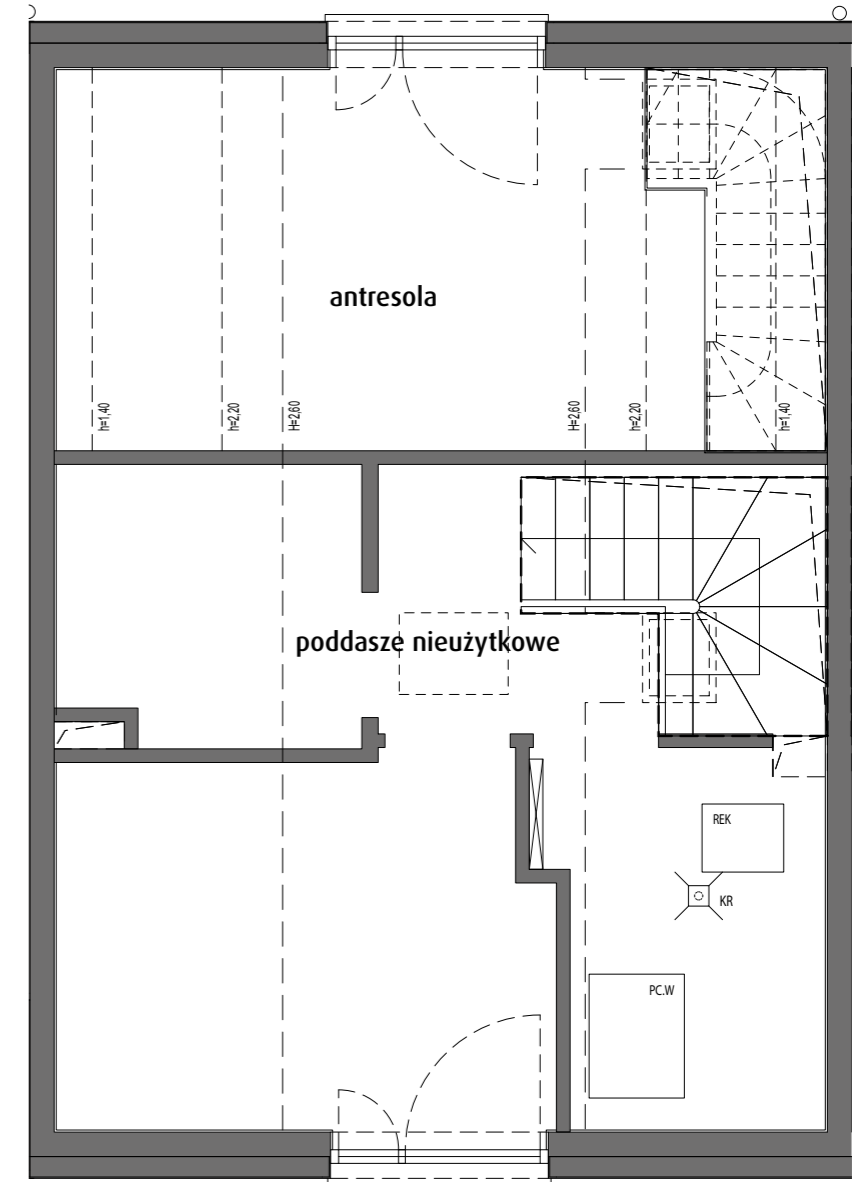 antresola
h=1,40
h=2,20
H=2,60
H=2,60
h=2,20
h=1,40
poddasze nieużytkowe
REK
KR
PC.W